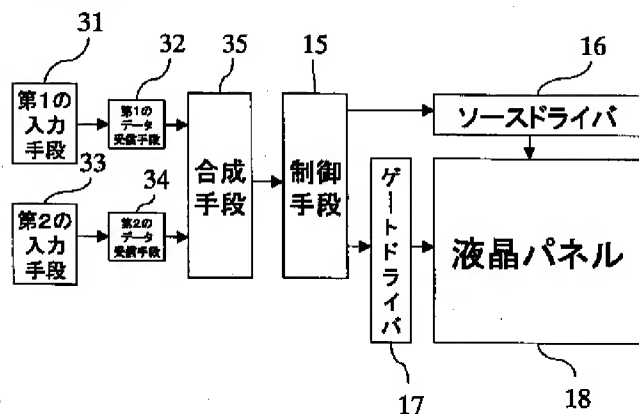 31
32
35
15
16
第1の
入力
手段
第1の
データ
受信手段
合成
手段
制御
手段
ソースドライバ
33
34
第2の
入力
手段
第2の
データ
受信手段
ゲートドライバ
液晶パネル
17
18